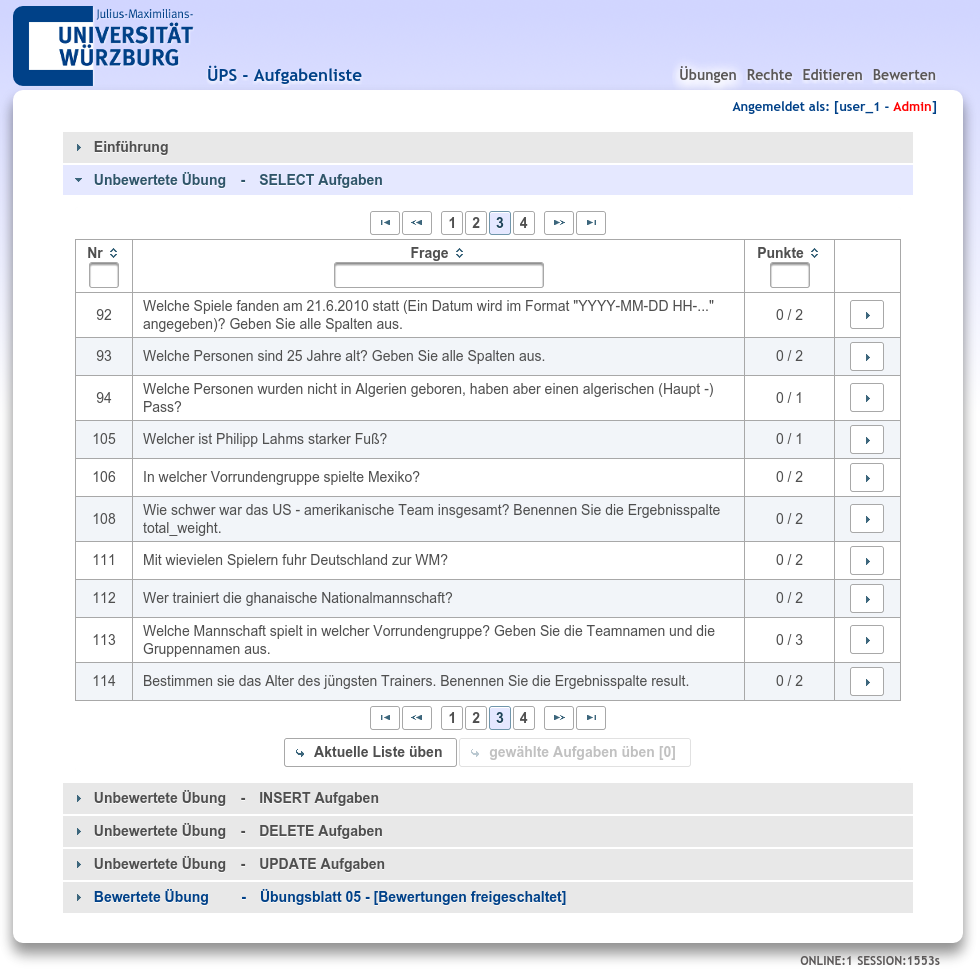 Julius-Maximilians-
UNIVERSITÄT
WÜRZBURG
ÜPS - Aufgabenliste
Übungen Rechte Editieren Bewerten
Angemeldet als: [user_1 - Admin]
Einführung
Unbewertete Übung - SELECT Aufgaben
1 2 3 4
Nr Frage Punkte
92 Welche Spiele fanden am 21.6.2010 statt (Ein Datum wird im Format "YYYY-MM-DD HH-..." 0 / 2
angegeben)? Geben Sie alle Spalten aus.
93 Welche Personen sind 25 Jahre alt? Geben Sie alle Spalten aus. 0 / 2
94 Welche Personen wurden nicht in Algerien geboren, haben aber einen algerischen (Haupt -) 0 / 1
Pass?
105 Welcher ist Philipp Lahms starker Fuß? 0 / 1
106 In welcher Vorrundengruppe spielte Mexiko? 0 / 2
108 Wie schwer war das US - amerikanische Team insgesamt? Benennen Sie die Ergebnisspalte 0 / 2
total_weight.
111 Mit wievielen Spielern fuhr Deutschland zur WM? 0 / 2
112 Wer trainiert die ghanaische Nationalmannschaft? 0 / 2
113 Welche Mannschaft spielt in welcher Vorrundengruppe? Geben Sie die Teamnamen und die 0 / 3
Gruppennamen aus.
114 Bestimmen sie das Alter des jüngsten Trainers. Benennen Sie die Ergebnisspalte result. 0 / 2
1 2 3 4
Aktuelle Liste üben gewählte Aufgaben üben [0]
Unbewertete Übung - INSERT Aufgaben
Unbewertete Übung - DELETE Aufgaben
Unbewertete Übung - UPDATE Aufgaben
Bewertete Übung - Übungsblatt 05 - [Bewertungen freigeschaltet]
ONLINE:1 SESSION:1553s